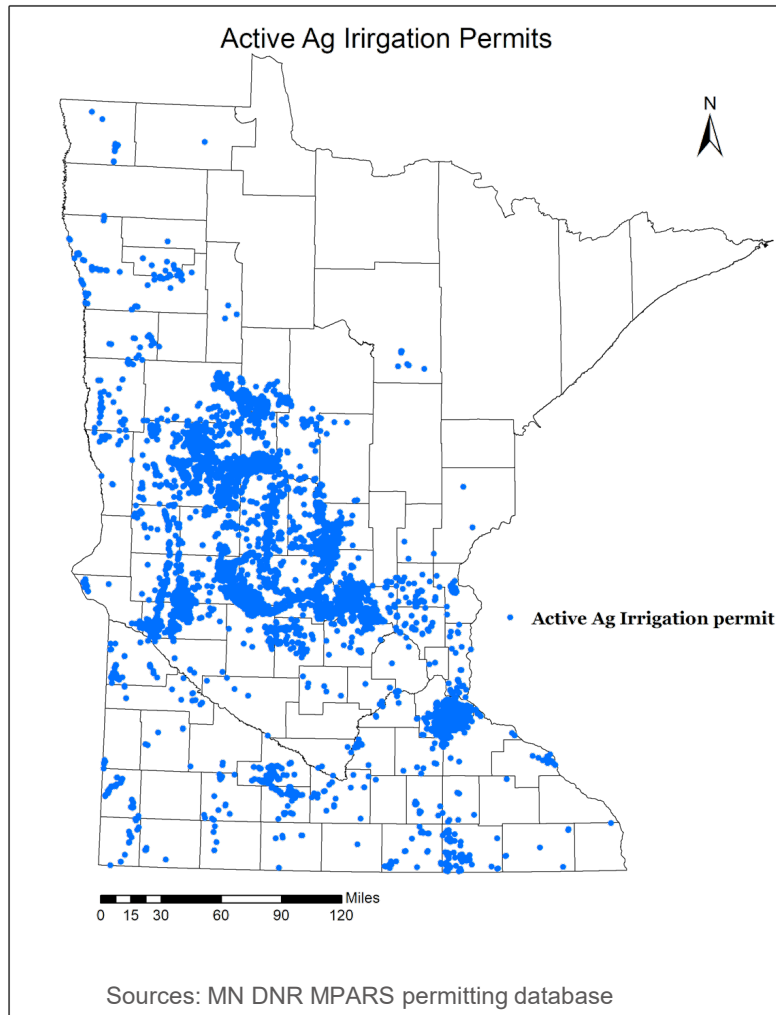 Active Ag Irirgation Permits
N
Active Ag Irrigation permit
Miles
0 15 30 60 90 120
Sources: MN DNR MPARS permitting database